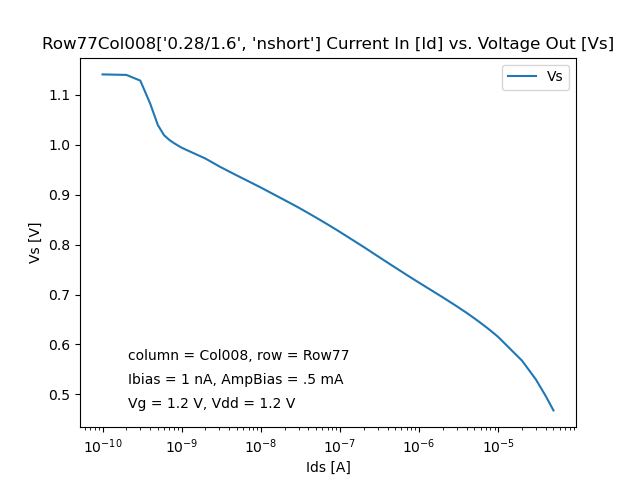 Row77Col008['0.28/1.6', 'nshort'] Current In [Id] vs. Voltage Out [Vs]
Vs
1.1
1.0
0.9
0.8
0.7
0.6
0.5
Vs [V]
column = Col008, row = Row77
Ibias = 1 nA, AmpBias = .5 mA
Vg = 1.2 V, Vdd = 1.2 V
10⁻¹⁰ 10⁻⁹ 10⁻⁸ 10⁻⁷ 10⁻⁶ 10⁻⁵
Ids [A]